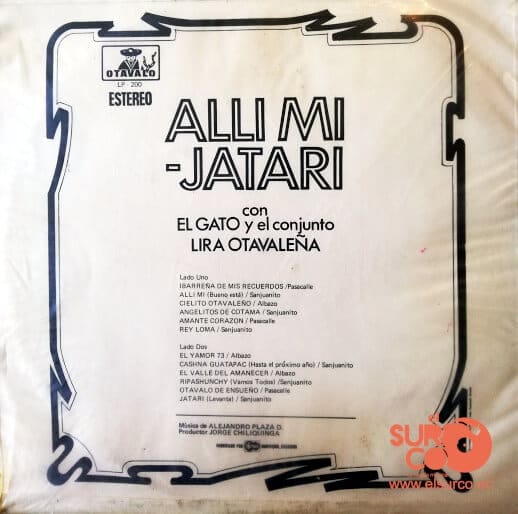 OTAVALO
LP - 200
ESTEREO
ALLI MI
-JATARI
con
EL GATO y el conjunto
LIRA OTAVALEÑA
Lado Uno
IBARREÑA DE MIS RECUERDOS /Pasacalle
ALLI MI (Bueno está) / Sanjuanito
CIELITO OTAVALEÑO / Albazo
ANGELITOS DE COTAMA / Sanjuanito
AMANTE CORAZON / Pasacalle
REY LOMA / Sanjuanito
Lado Dos
EL YAMOR 73 / Albazo
CASHNA GUATAPAC (Hasta el próximo año) / Sanjuanito
EL VALLE DEL AMANECER / Albazo
RIPASHUNCHY (Vamos Todos) /Sanjuanito
OTAVALO DE ENSUEÑO / Pasacalle
JATARI (Levanta) / Sanjuanito
Música de ALEJANDRO PLAZA D.
Productor JORGE CHILIQUINGA
FABRICADO POR
GUAYAQUIL, ECUADOR
SURCO
www.elsurco.